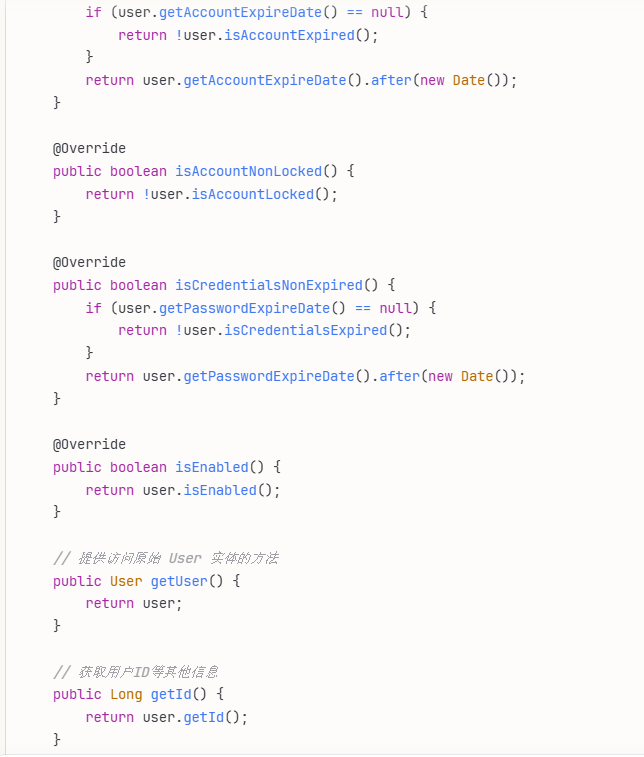 if (user.getAccountExpireDate() == null) {
return !user.isAccountExpired();
}
return user.getAccountExpireDate().after(new Date());
}
@Override
public boolean isAccountNonLocked() {
return !user.isAccountLocked();
}
@Override
public boolean isCredentialsNonExpired() {
if (user.getPasswordExpireDate() == null) {
return !user.isCredentialsExpired();
}
return user.getPasswordExpireDate().after(new Date());
}
@Override
public boolean isEnabled() {
return user.isEnabled();
}
// 提供访问原始 User 实体的方法
public User getUser() {
return user;
}
// 获取用户ID等其他信息
public Long getId() {
return user.getId();
}